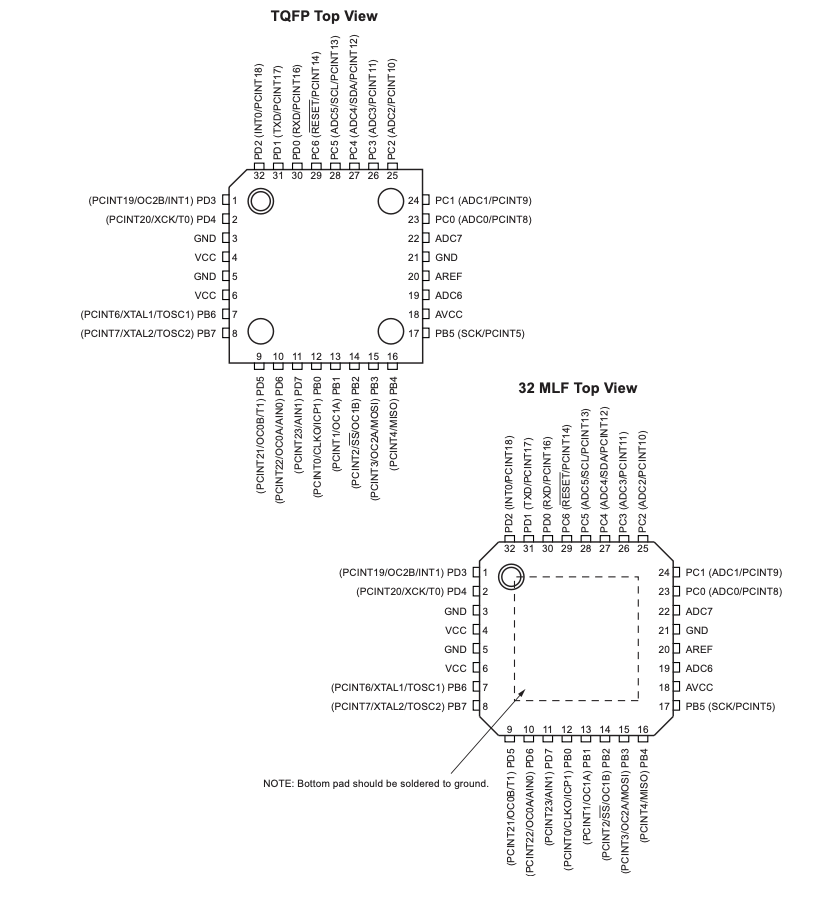 TQFP Top View
PD2 (INT0/PCINT18)
PD1 (TXD/PCINT17)
PD0 (RXD/PCINT16)
PC6 (RESET/PCINT14)
PC5 (ADC5/SCL/PCINT13)
PC4 (ADC4/SDA/PCINT12)
PC3 (ADC3/PCINT11)
PC2 (ADC2/PCINT10)
32 31 30 29 28 27 26 25
(PCINT19/OC2B/INT1) PD3 1 24 PC1 (ADC1/PCINT9)
(PCINT20/XCK/T0) PD4 2 23 PC0 (ADC0/PCINT8)
GND 3 22 ADC7
VCC 4 21 GND
GND 5 20 AREF
VCC 6 19 ADC6
(PCINT6/XTAL1/TOSC1) PB6 7 18 AVCC
(PCINT7/XTAL2/TOSC2) PB7 8 17 PB5 (SCK/PCINT5)
9 10 11 12 13 14 15 16
(PCINT21/OC0B/T1) PD5
(PCINT22/OC0A/AIN0) PD6
(PCINT23/AIN1) PD7
(PCINT0/CLKO/ICP1) PB0
(PCINT1/OC1A) PB1
(PCINT2/SS/OC1B) PB2
(PCINT3/OC2A/MOSI) PB3
(PCINT4/MISO) PB4
32 MLF Top View
PD2 (INT0/PCINT18)
PD1 (TXD/PCINT17)
PD0 (RXD/PCINT16)
PC6 (RESET/PCINT14)
PC5 (ADC5/SCL/PCINT13)
PC4 (ADC4/SDA/PCINT12)
PC3 (ADC3/PCINT11)
PC2 (ADC2/PCINT10)
32 31 30 29 28 27 26 25
(PCINT19/OC2B/INT1) PD3 1 24 PC1 (ADC1/PCINT9)
(PCINT20/XCK/T0) PD4 2 23 PC0 (ADC0/PCINT8)
GND 3 22 ADC7
VCC 4 21 GND
GND 5 20 AREF
VCC 6 19 ADC6
(PCINT6/XTAL1/TOSC1) PB6 7 18 AVCC
(PCINT7/XTAL2/TOSC2) PB7 8 17 PB5 (SCK/PCINT5)
9 10 11 12 13 14 15 16
(PCINT21/OC0B/T1) PD5
(PCINT22/OC0A/AIN0) PD6
(PCINT23/AIN1) PD7
(PCINT0/CLKO/ICP1) PB0
(PCINT1/OC1A) PB1
(PCINT2/SS/OC1B) PB2
(PCINT3/OC2A/MOSI) PB3
(PCINT4/MISO) PB4
NOTE: Bottom pad should be soldered to ground.